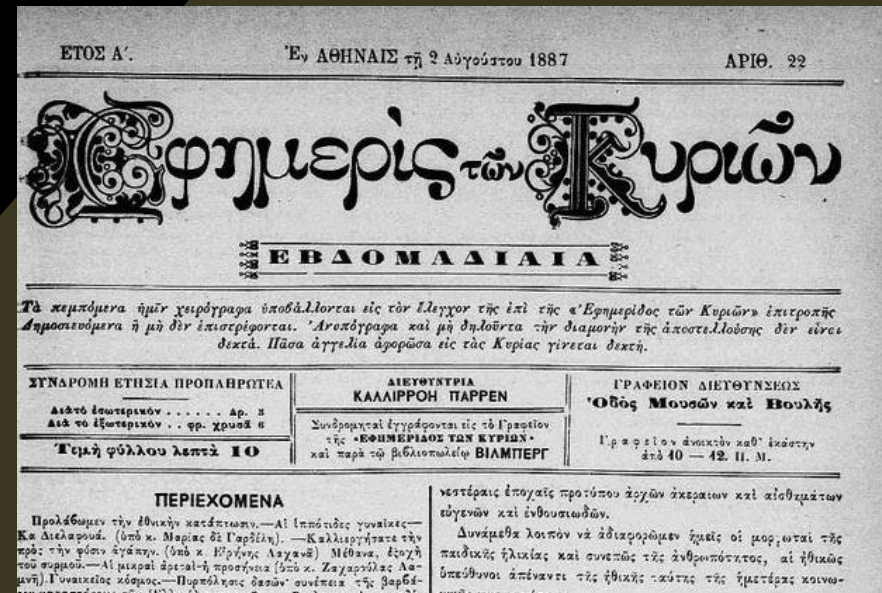 ΕΤΟΣ Α΄.
Ἐν ΑΘΗΝΑΙΣ τῇ 2 Αὐγούστου 1887
ΑΡΙΘ. 22
Ἐφημερὶς τῶν Κυριῶν
ΕΒΔΟΜΑΔΙΑΙΑ
Τὰ πεμπόμενα ἡμῖν χειρόγραφα ὑποβάλλονται εἰς τὸν ἔλεγχον τῆς ἐπὶ τῆς «Ἐφημερίδος τῶν Κυριῶν» ἐπιτροπῆς
Δημοσιευόμενα ἢ μὴ δὲν ἐπιστρέφονται. Ἀνυπόγραφα καὶ μὴ δηλοῦντα τὴν διαμονὴν τῆς ἀποστελλούσης δὲν εἶναι
δεκτά. Πᾶσα ἀγγελία ἀφορῶσα εἰς τὰς Κυρίας γίνεται δεκτή.
ΣΥΝΔΡΟΜΗ ΕΤΗΣΙΑ ΠΡΟΠΛΗΡΩΤΕΑ
Διὰ τὸ ἐσωτερικὸν . . . . . . Δρ. 5
Διὰ τὸ ἐξωτερικὸν . . φρ. χρυσᾶ 6
Τιμὴ φύλλου λεπτὰ 10
ΔΙΕΥΘΥΝΤΡΙΑ
ΚΑΛΛΙΡΡΟΗ ΠΑΡΡΕΝ
Συνδρομηταὶ ἐγγράφονται εἰς τὸ Γραφεῖον
τῆς «ΕΦΗΜΕΡΙΔΟΣ ΤΩΝ ΚΥΡΙΩΝ»
καὶ παρὰ τῷ βιβλιοπωλείῳ ΒΙΛΜΠΕΡΓ
ΓΡΑΦΕΙΟΝ ΔΙΕΥΘΥΝΣΕΩΣ
Ὁδὸς Μουσῶν καὶ Βουλῆς
Γραφεῖον ἀνοικτὸν καθ᾽ ἑκάστην
ἀπὸ 10 — 12. Π. Μ.
ΠΕΡΙΕΧΟΜΕΝΑ
Προλάβωμεν τὴν ἐθνικὴν κατάπτωσιν.—Αἱ ἱππότιδες γυναῖκες—
Κα Διελαφουά. (ὑπὸ κ. Μαρίας δὲ Γαρδέλη). —Καλλιεργήτατε τὴν
πρὸς τὴν φύσιν ἀγάπην. (ὑπὸ κ. Εἰρήνης Λαχανᾶ) Μέθανα, ἐξοχὴ
τοῦ συρμοῦ.—Αἱ μικραὶ ἀρεταὶ-ἡ προσήνεια (ὑπὸ κ. Ζαχαρούλας Λα-
μνῆ). Γυναικεῖος κόσμος.—Πυρπόλησις δασῶν· συνέπεια τῆς βαρβά-
νεστέραις ἐποχαῖς προτύπου ἀρχῶν ἀκεραίων καὶ αἰσθημάτων
εὐγενῶν καὶ ἐνθουσιωδῶν.
Δυνάμεθα λοιπὸν νὰ ἀδιαφορῶμεν ἡμεῖς οἱ μορφωταὶ τῆς
παιδικῆς ἡλικίας καὶ συνεπῶς τῆς ἀνθρωπότητος, αἱ ἠθικῶς
ὑπεύθυνοι ἀπέναντι τῆς ἠθικῆς ταύτης τῆς ἡμετέρας κοινω-